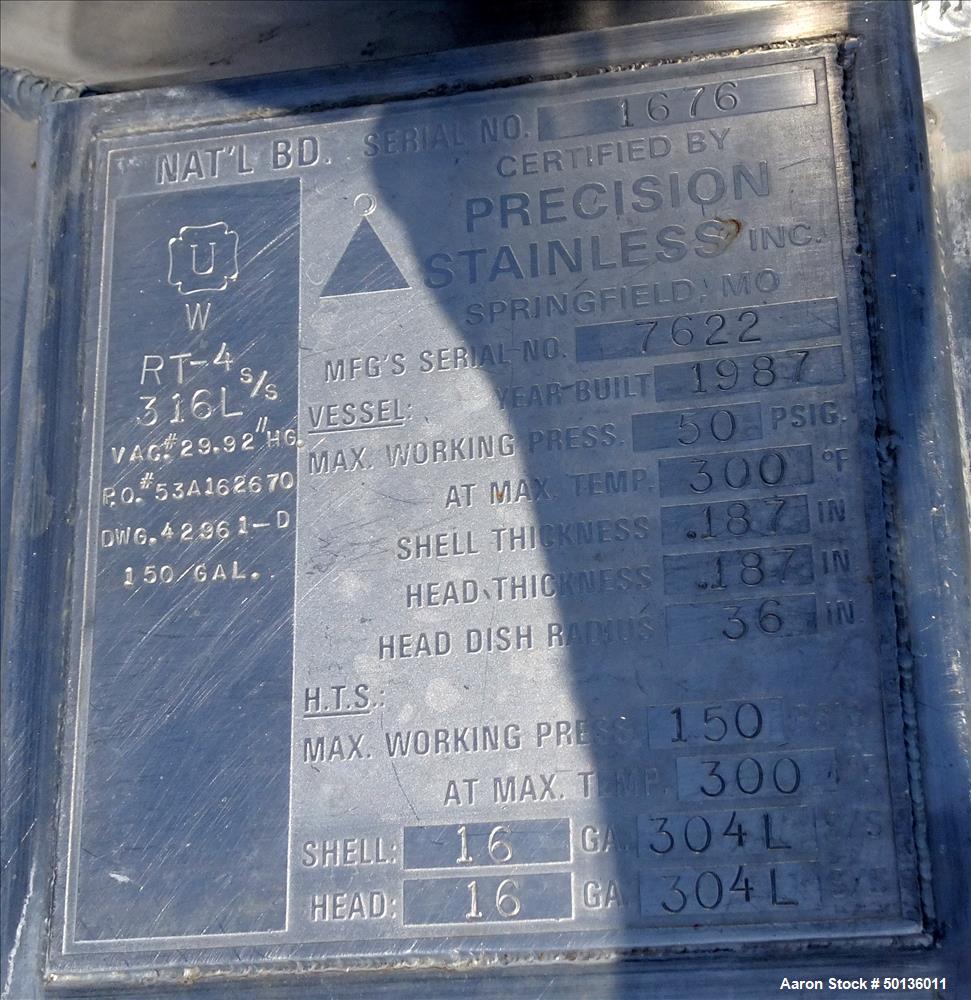 NAT'L BD. SERIAL NO. 1676
CERTIFIED BY
PRECISION
STAINLESS INC.
SPRINGFIELD, MO
U
W
RT-4
316L S/S
VAC.# 29.92" HG.
P.O.# 53A162670
DWG. 42961-D
150/GAL.
MFG'S SERIAL NO. 7622
YEAR BUILT 1987
VESSEL:
MAX. WORKING PRESS. 50 PSIG.
AT MAX. TEMP. 300 °F
SHELL THICKNESS .187 IN
HEAD THICKNESS .187 IN
HEAD DISH RADIUS 36 IN
H.T.S.:
MAX. WORKING PRESS. 150
AT MAX. TEMP. 300
SHELL: 16 GA. 304L S/S
HEAD: 16 GA. 304L S/S
Aaron Stock # 50136011